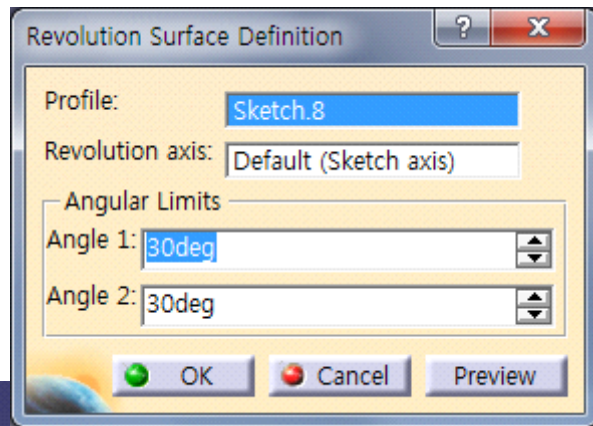 Revolution Surface Definition
Profile: Sketch.8
Revolution axis: Default (Sketch axis)
Angular Limits
Angle 1: 30deg
Angle 2: 30deg
OK Cancel Preview